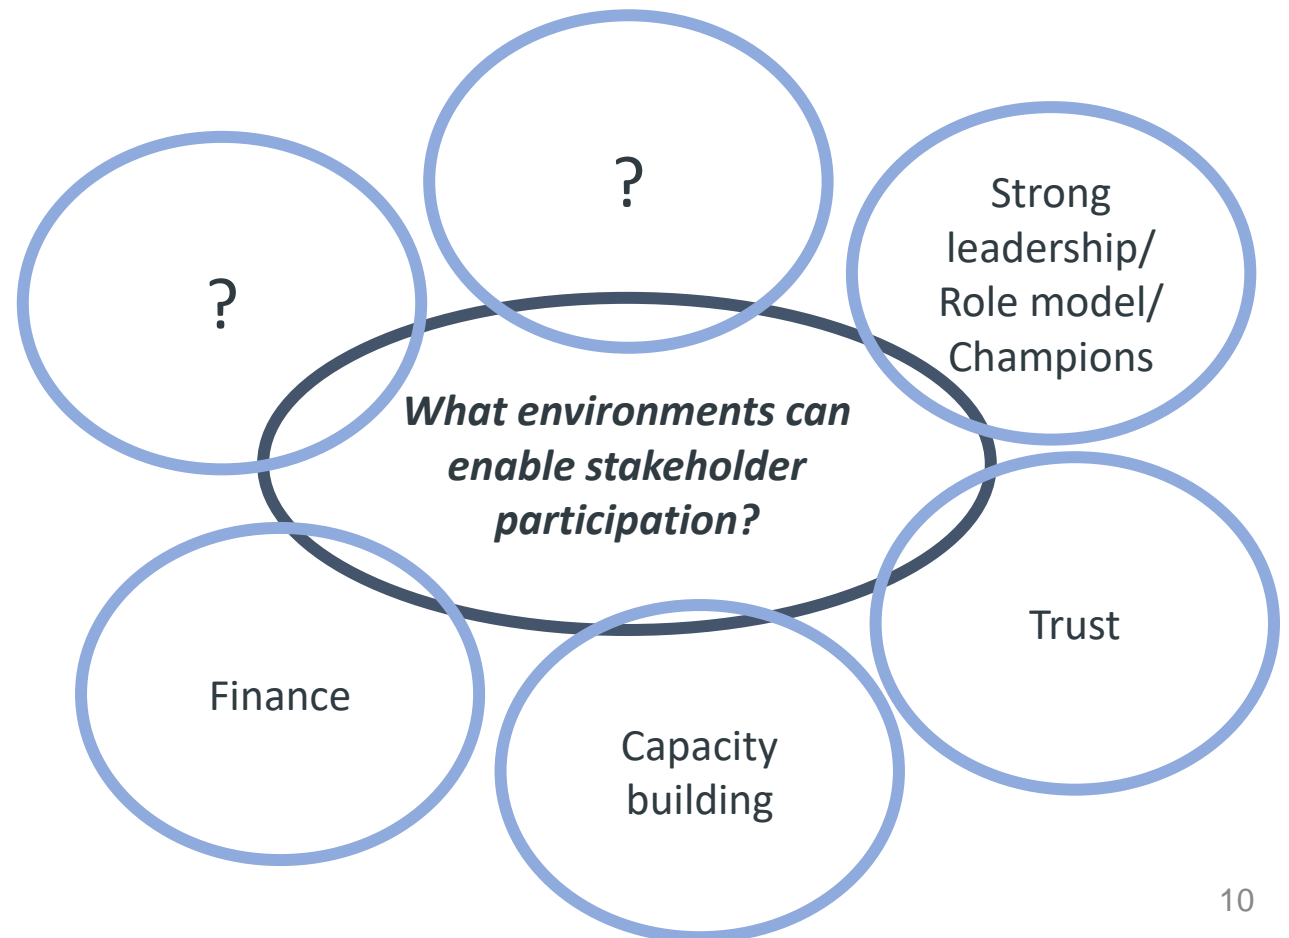 ?
?
Strong
leadership/
Role model/
Champions
What environments can
enable stakeholder
participation?
Trust
Finance
Capacity
building
10